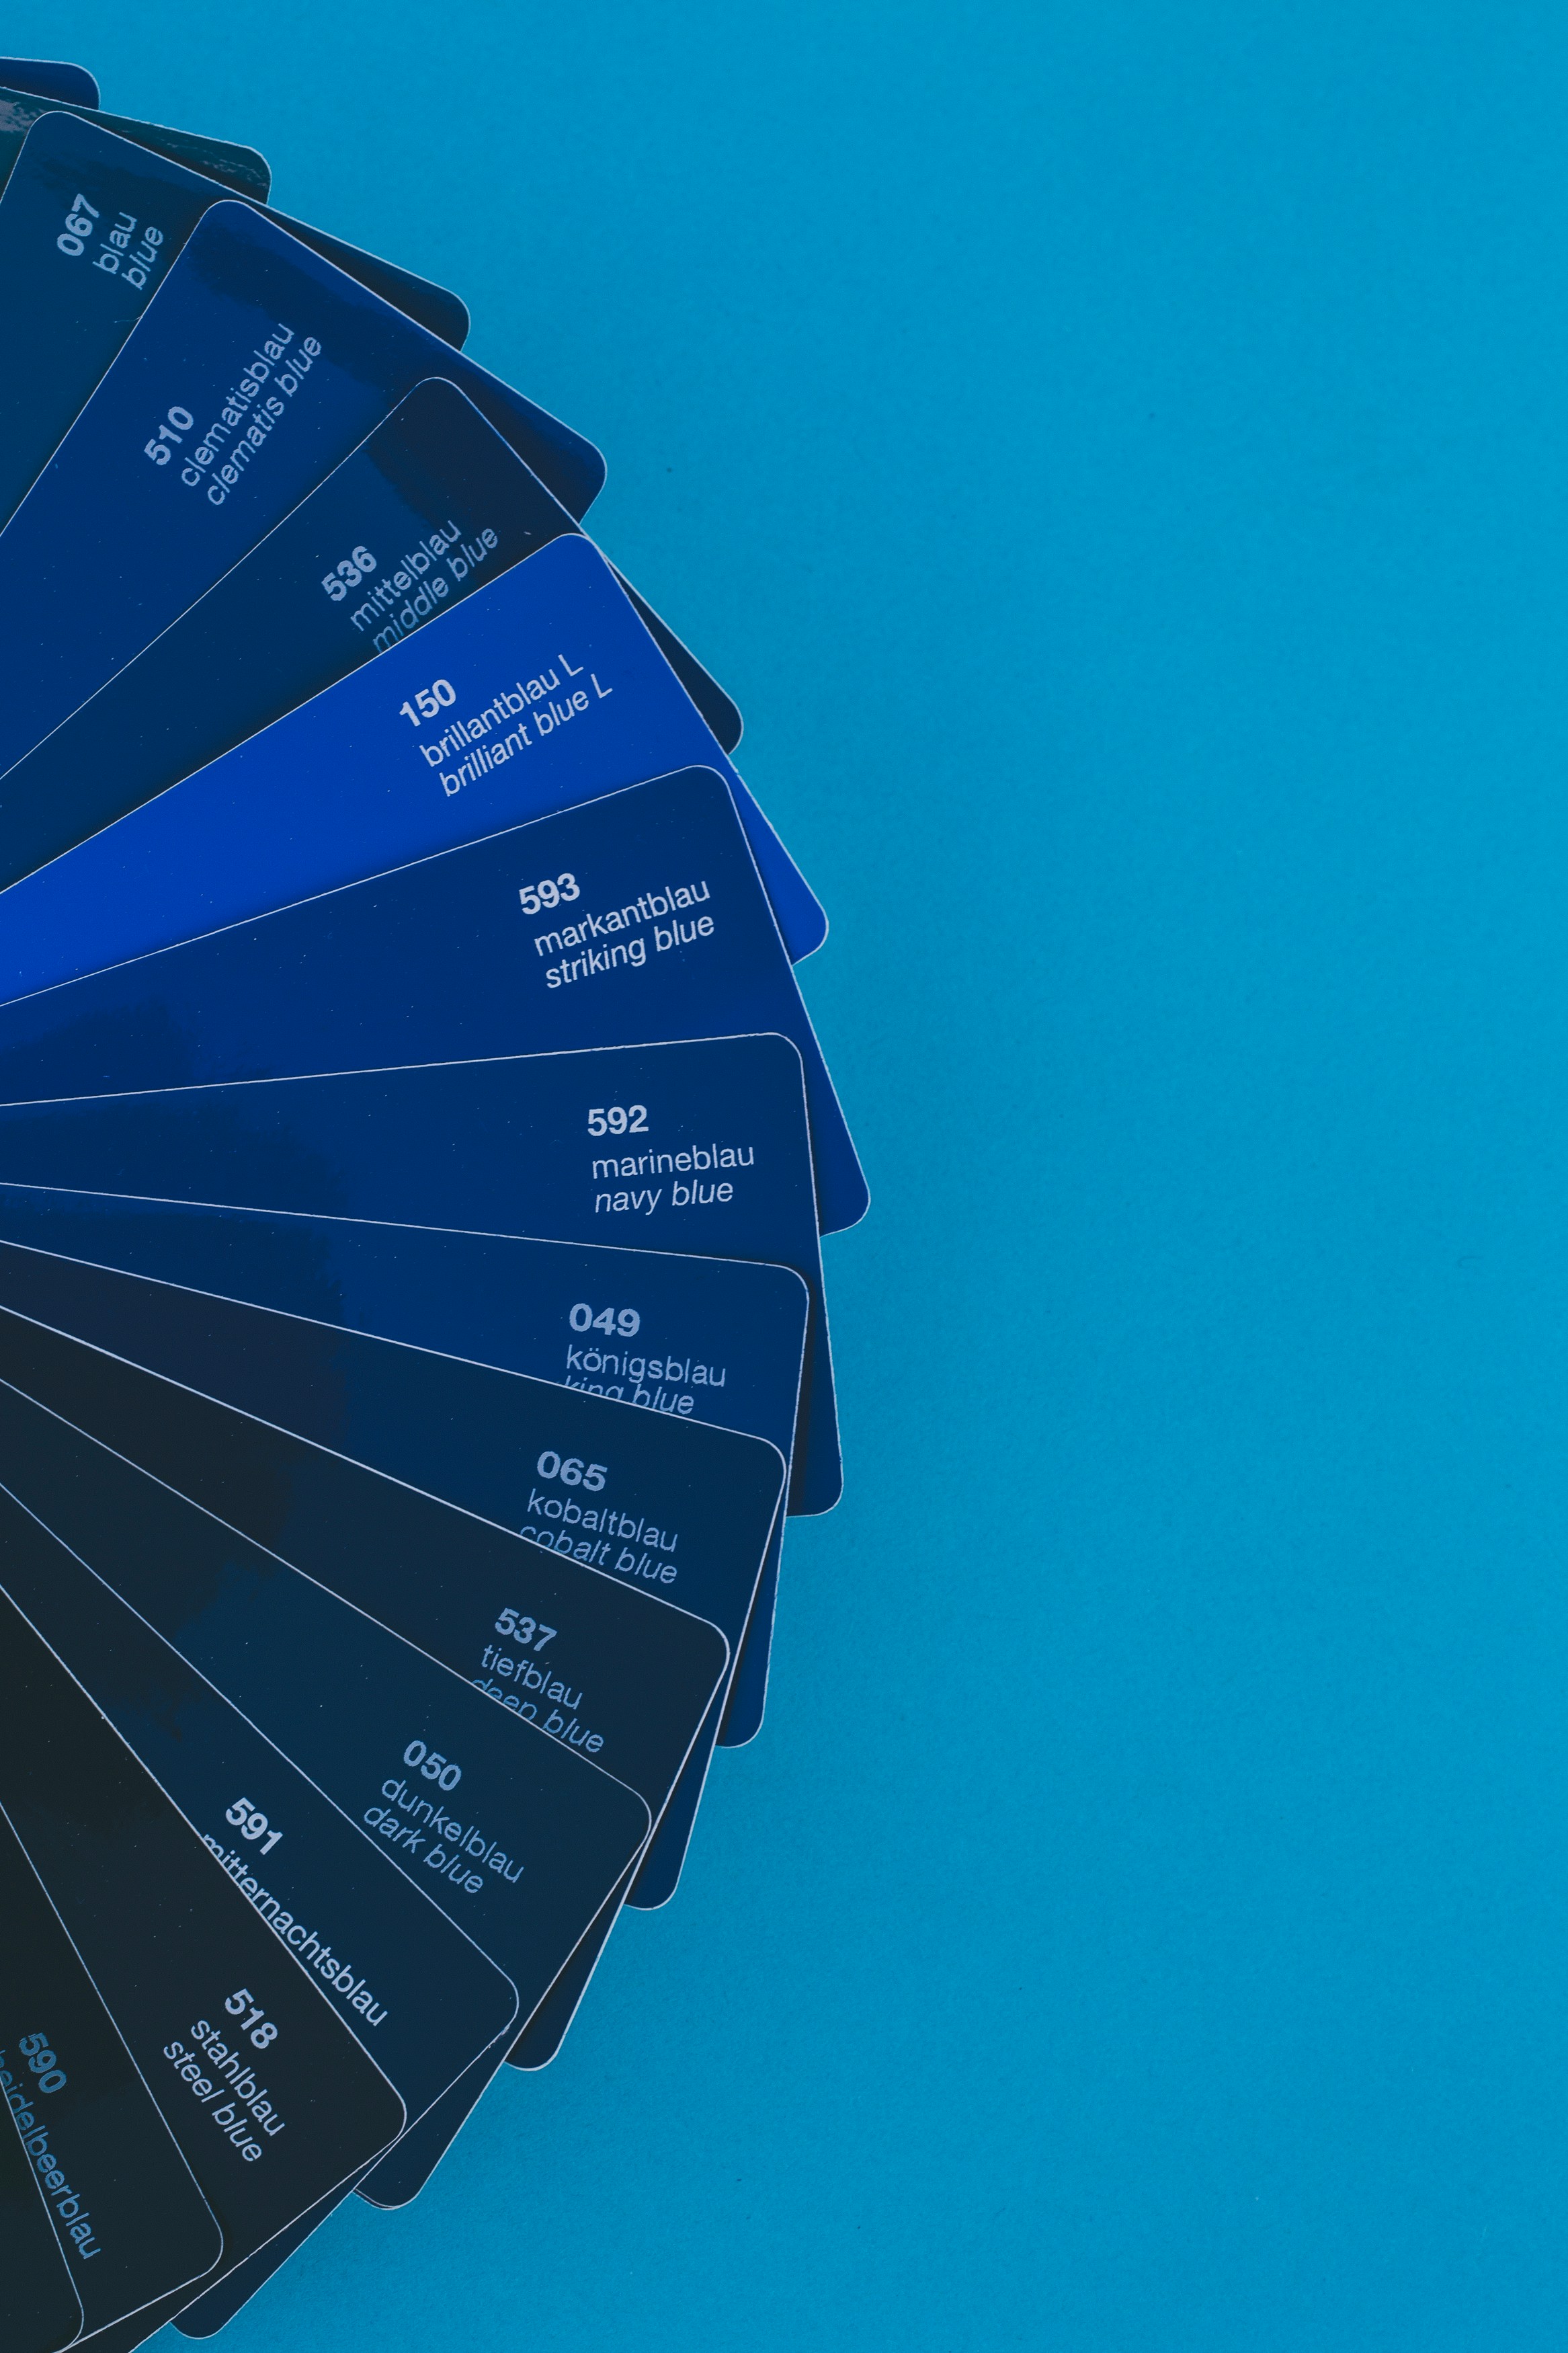 067
blau
blue
510
clematisblau
clematis blue
536
mittelblau
middle blue
150
brillantblau L
brilliant blue L
593
markantblau
striking blue
592
marineblau
navy blue
049
königsblau
king blue
065
kobaltblau
cobalt blue
537
tiefblau
deep blue
050
dunkelblau
dark blue
591
mitternachtsblau
518
stahlblau
steel blue
590
heidelbeerblau